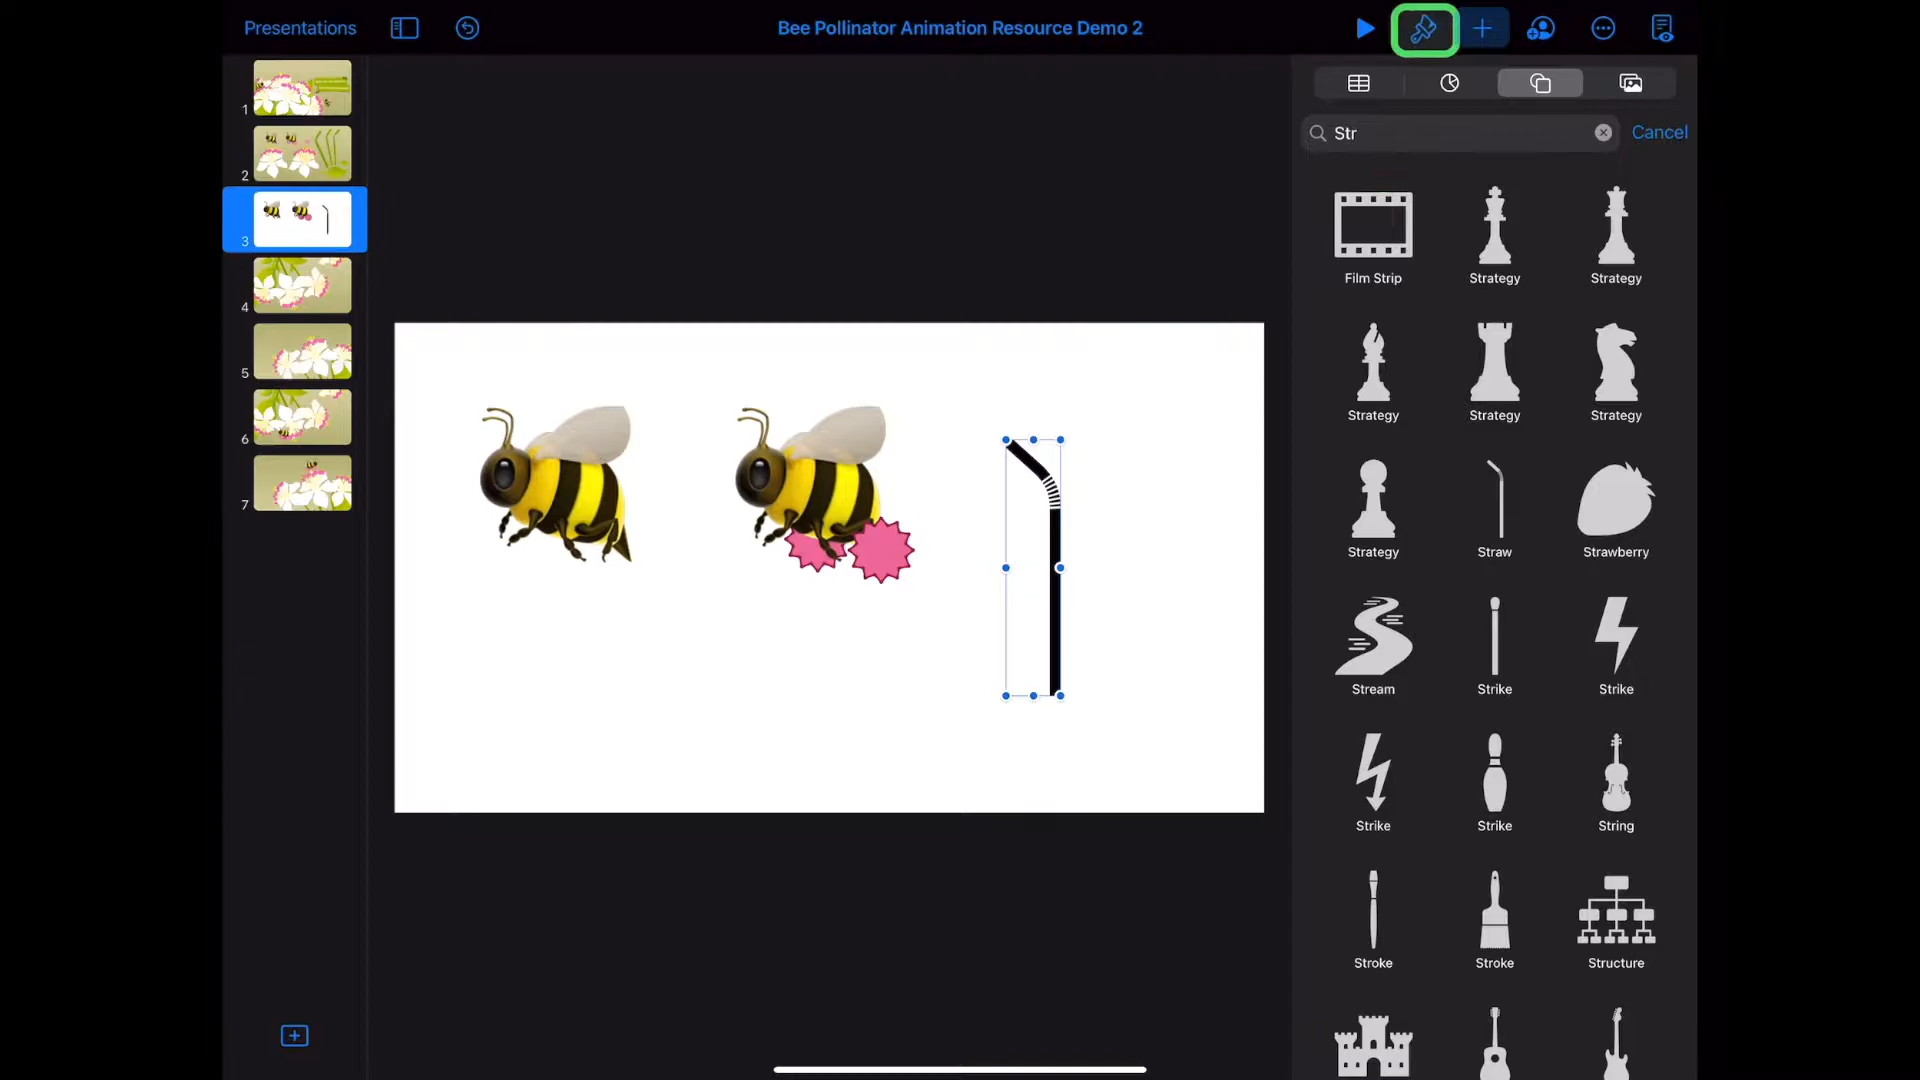 Presentations
Bee Pollinator Animation Resource Demo 2
1
2
3
4
5
6
7
Str
Cancel
Film Strip
Strategy
Strategy
Strategy
Strategy
Strategy
Strategy
Straw
Strawberry
Stream
Strike
Strike
Strike
Strike
String
Stroke
Stroke
Structure